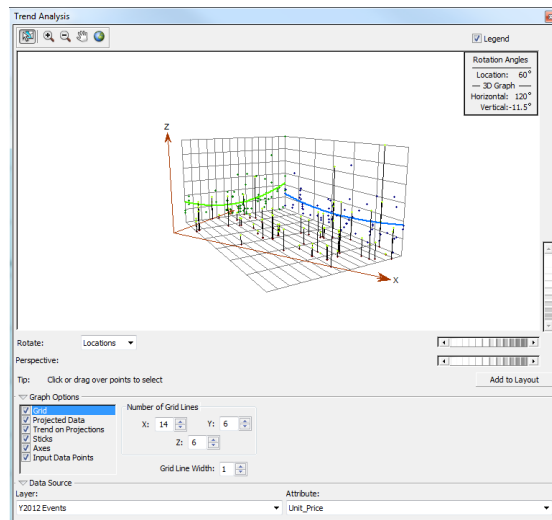 Trend Analysis
Legend
Rotation Angles
Location: 60°
3D Graph
Horizontal: 120°
Vertical:-11.5°
Z
X
Rotate: Locations
Perspective:
Tip: Click or drag over points to select
Add to Layout
Graph Options
Grid
Projected Data
Trend on Projections
Sticks
Axes
Input Data Points
Number of Grid Lines
X: 14 Y: 6
Z: 6
Grid Line Width: 1
Data Source
Layer: Attribute:
Y2012 Events Unit_Price